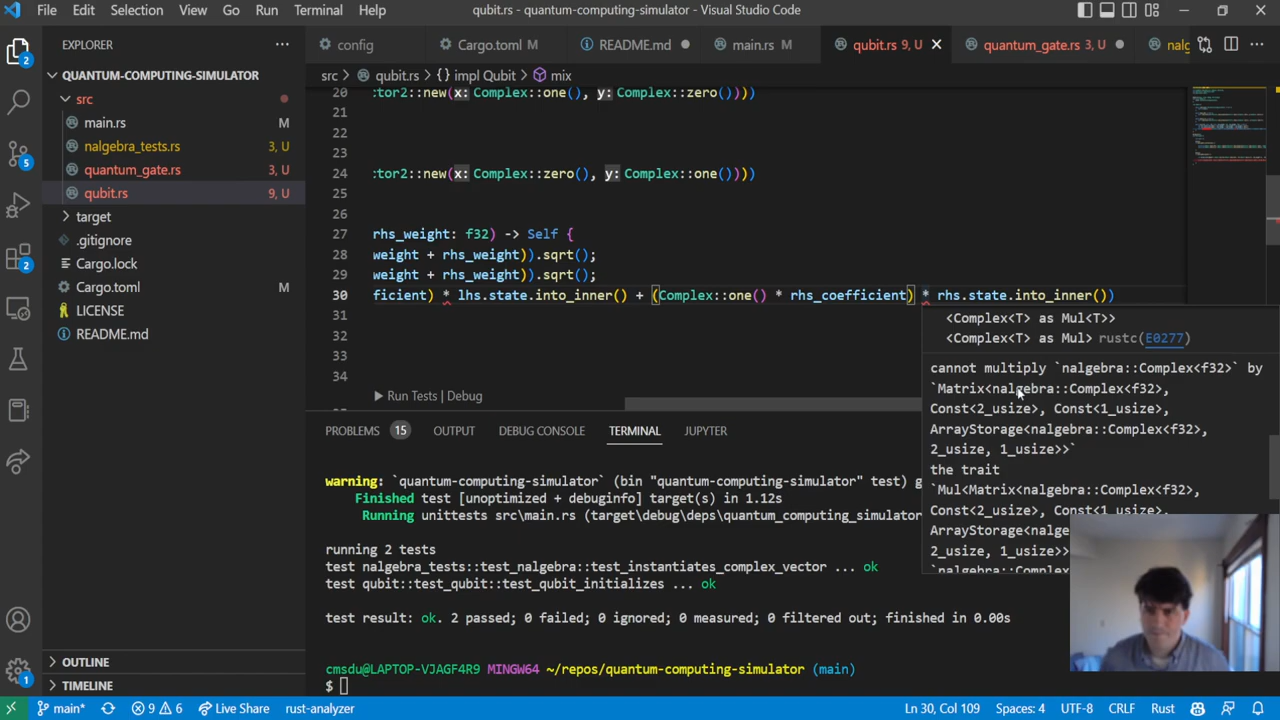 File Edit Selection View Go Run Terminal Help qubit.rs - quantum-computing-simulator - Visual Studio Code
EXPLORER
config Cargo.toml M README.md main.rs M qubit.rs 9, U quantum_gate.rs 3, U nalg
QUANTUM-COMPUTING-SIMULATOR
src > qubit.rs > {} impl Qubit > mix
src
main.rs M
nalgebra_tests.rs 3, U
quantum_gate.rs 3, U
qubit.rs 9, U
target
.gitignore
Cargo.lock
Cargo.toml M
LICENSE
README.md
20 :tor2::new(x: Complex::one(), y: Complex::zero()))
21
22
23
24 :tor2::new(x: Complex::zero(), y: Complex::one()))
25
26
27 rhs_weight: f32) -> Self {
28 weight + rhs_weight)).sqrt();
29 weight + rhs_weight)).sqrt();
30 ficient) * lhs.state.into_inner() + (Complex::one() * rhs_coefficient) * rhs.state.into_inner())
31
32
33
34
Run Tests | Debug
<Complex<T> as Mul<T>>
<Complex<T> as Mul> rustc(E0277)
cannot multiply `nalgebra::Complex<f32>` by
`Matrix<nalgebra::Complex<f32>,
Const<2_usize>, Const<1_usize>,
ArrayStorage<nalgebra::Complex<f32>,
2_usize, 1_usize>>`
the trait
`Mul<Matrix<nalgebra::Complex<f32>,
Const<2_usize>, Const<1_usize>,
ArrayStorage<nalge
2_usize, 1_usize>>
`nalgebra::Complex
PROBLEMS 15 OUTPUT DEBUG CONSOLE TERMINAL JUPYTER
warning: `quantum-computing-simulator` (bin "quantum-computing-simulator" test) g
Finished test [unoptimized + debuginfo] target(s) in 1.12s
Running unittests src\main.rs (target\debug\deps\quantum_computing_simulator
running 2 tests
test nalgebra_tests::test_nalgebra::test_instantiates_complex_vector ... ok
test qubit::test_qubit::test_qubit_initializes ... ok
test result: ok. 2 passed; 0 failed; 0 ignored; 0 measured; 0 filtered out; finished in 0.00s
cmsdu@LAPTOP-VJAGF4R9 MINGW64 ~/repos/quantum-computing-simulator (main)
$
OUTLINE
TIMELINE
2
5
2
1
main* 9 6 Live Share rust-analyzer Ln 30, Col 109 Spaces: 4 UTF-8 CRLF Rust